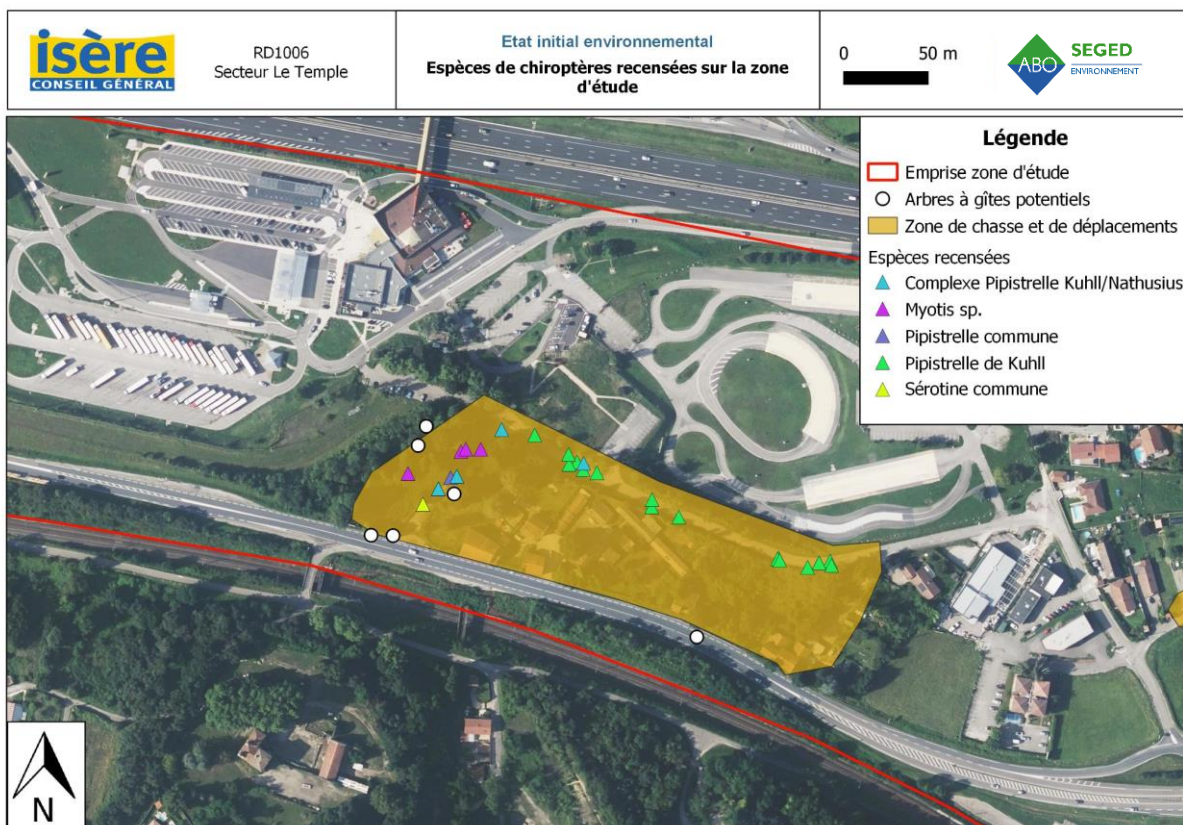 isère
CONSEIL GÉNÉRAL
RD1006
Secteur Le Temple
Etat initial environnemental
Espèces de chiroptères recensées sur la zone
d'étude
0 50 m
ABO
SEGED
ENVIRONNEMENT
Légende
Emprise zone d'étude
Arbres à gîtes potentiels
Zone de chasse et de déplacements
Espèces recensées
Complexe Pipistrelle Kuhll/Nathusius
Myotis sp.
Pipistrelle commune
Pipistrelle de Kuhll
Sérotine commune
N